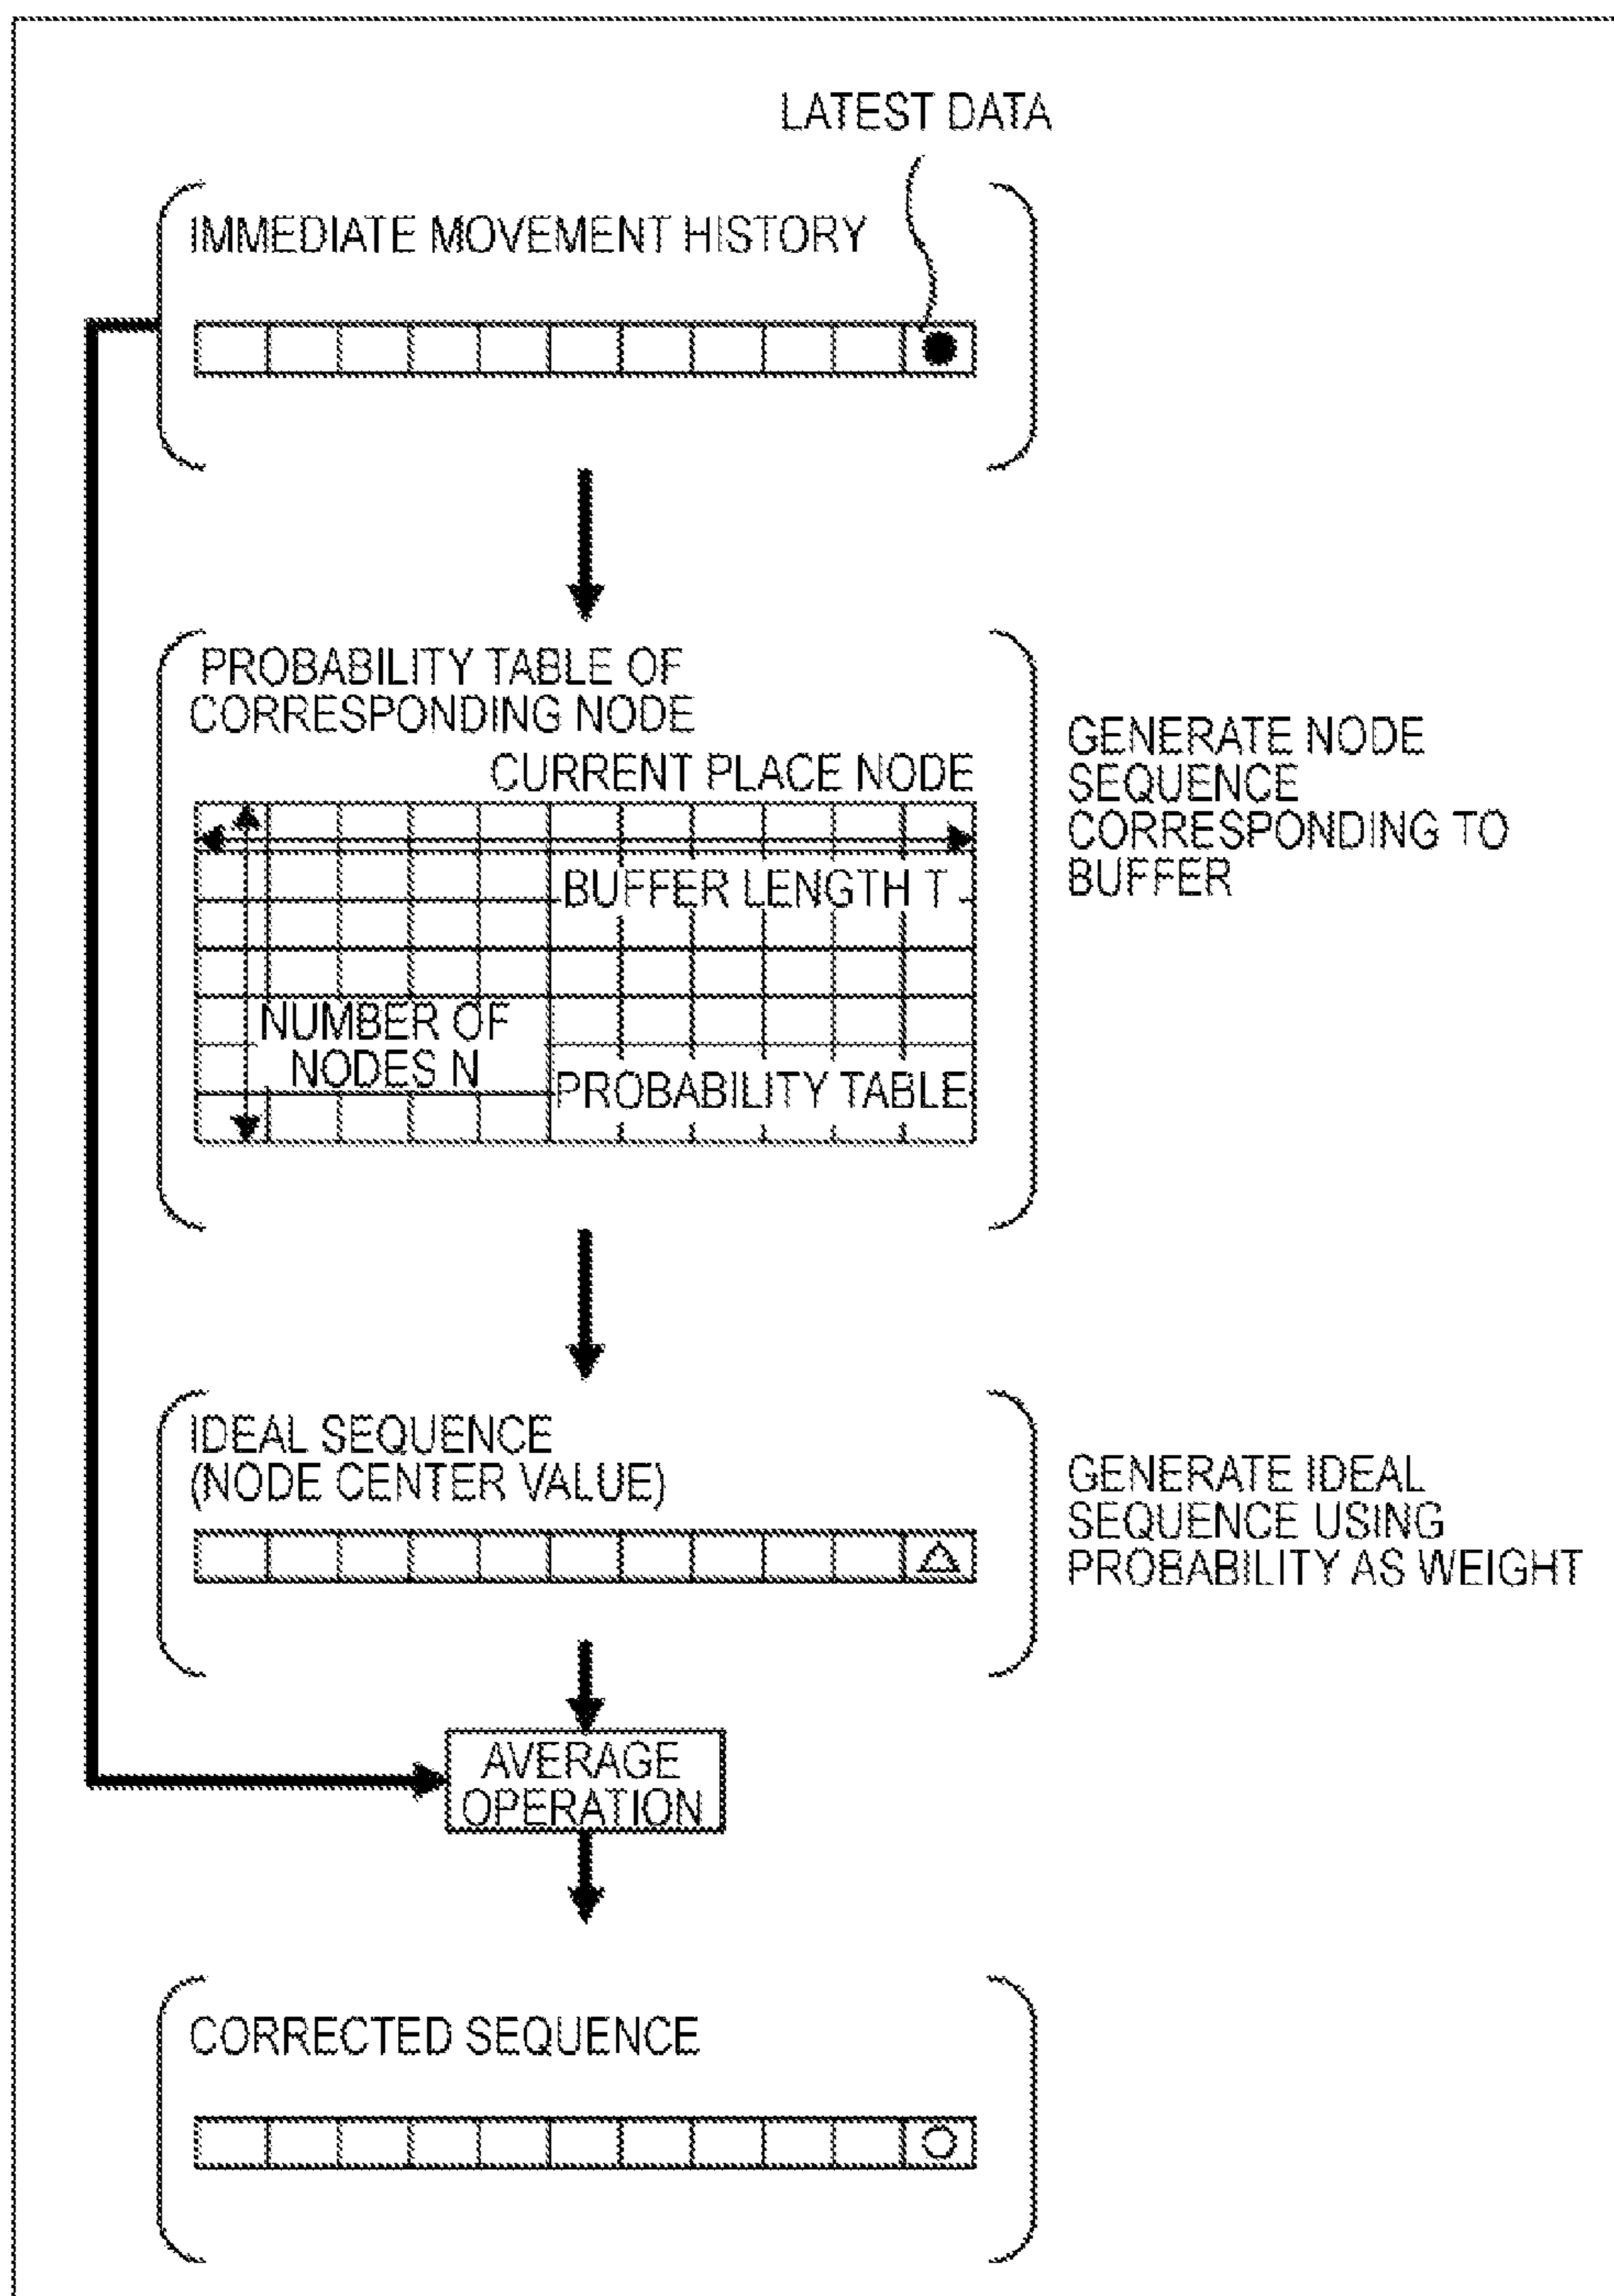 LATEST DATA
IMMEDIATE MOVEMENT HISTORY
PROBABILITY TABLE OF
CORRESPONDING NODE
CURRENT PLACE NODE
BUFFER LENGTH T
NUMBER OF
NODES N
PROBABILITY TABLE
GENERATE NODE
SEQUENCE
CORRESPONDING TO
BUFFER
IDEAL SEQUENCE
(NODE CENTER VALUE)
GENERATE IDEAL
SEQUENCE USING
PROBABILITY AS WEIGHT
AVERAGE
OPERATION
CORRECTED SEQUENCE